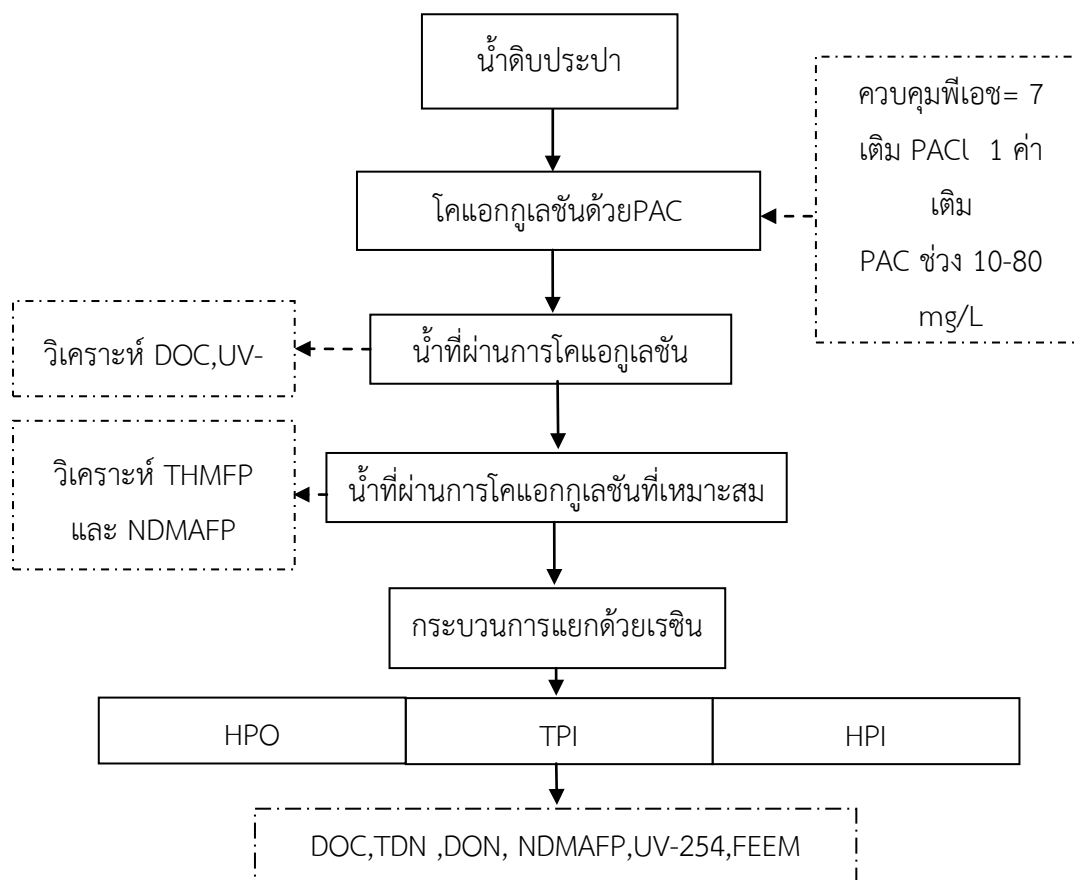 น้ำดิบประปา
ควบคุมพีเอช= 7
เติม PACl 1 ค่า
เติม
PAC ช่วง 10-80
mg/L
โคแอกกูเลชันด้วยPAC
น้ำที่ผ่านการโคแอกูเลชัน
วิเคราะห์ DOC,UV-
น้ำที่ผ่านการโคแอกกูเลชันที่เหมาะสม
วิเคราะห์ THMFP
และ NDMAFP
กระบวนการแยกด้วยเรซิน
HPO TPI HPI
DOC,TDN ,DON, NDMAFP,UV-254,FEEM